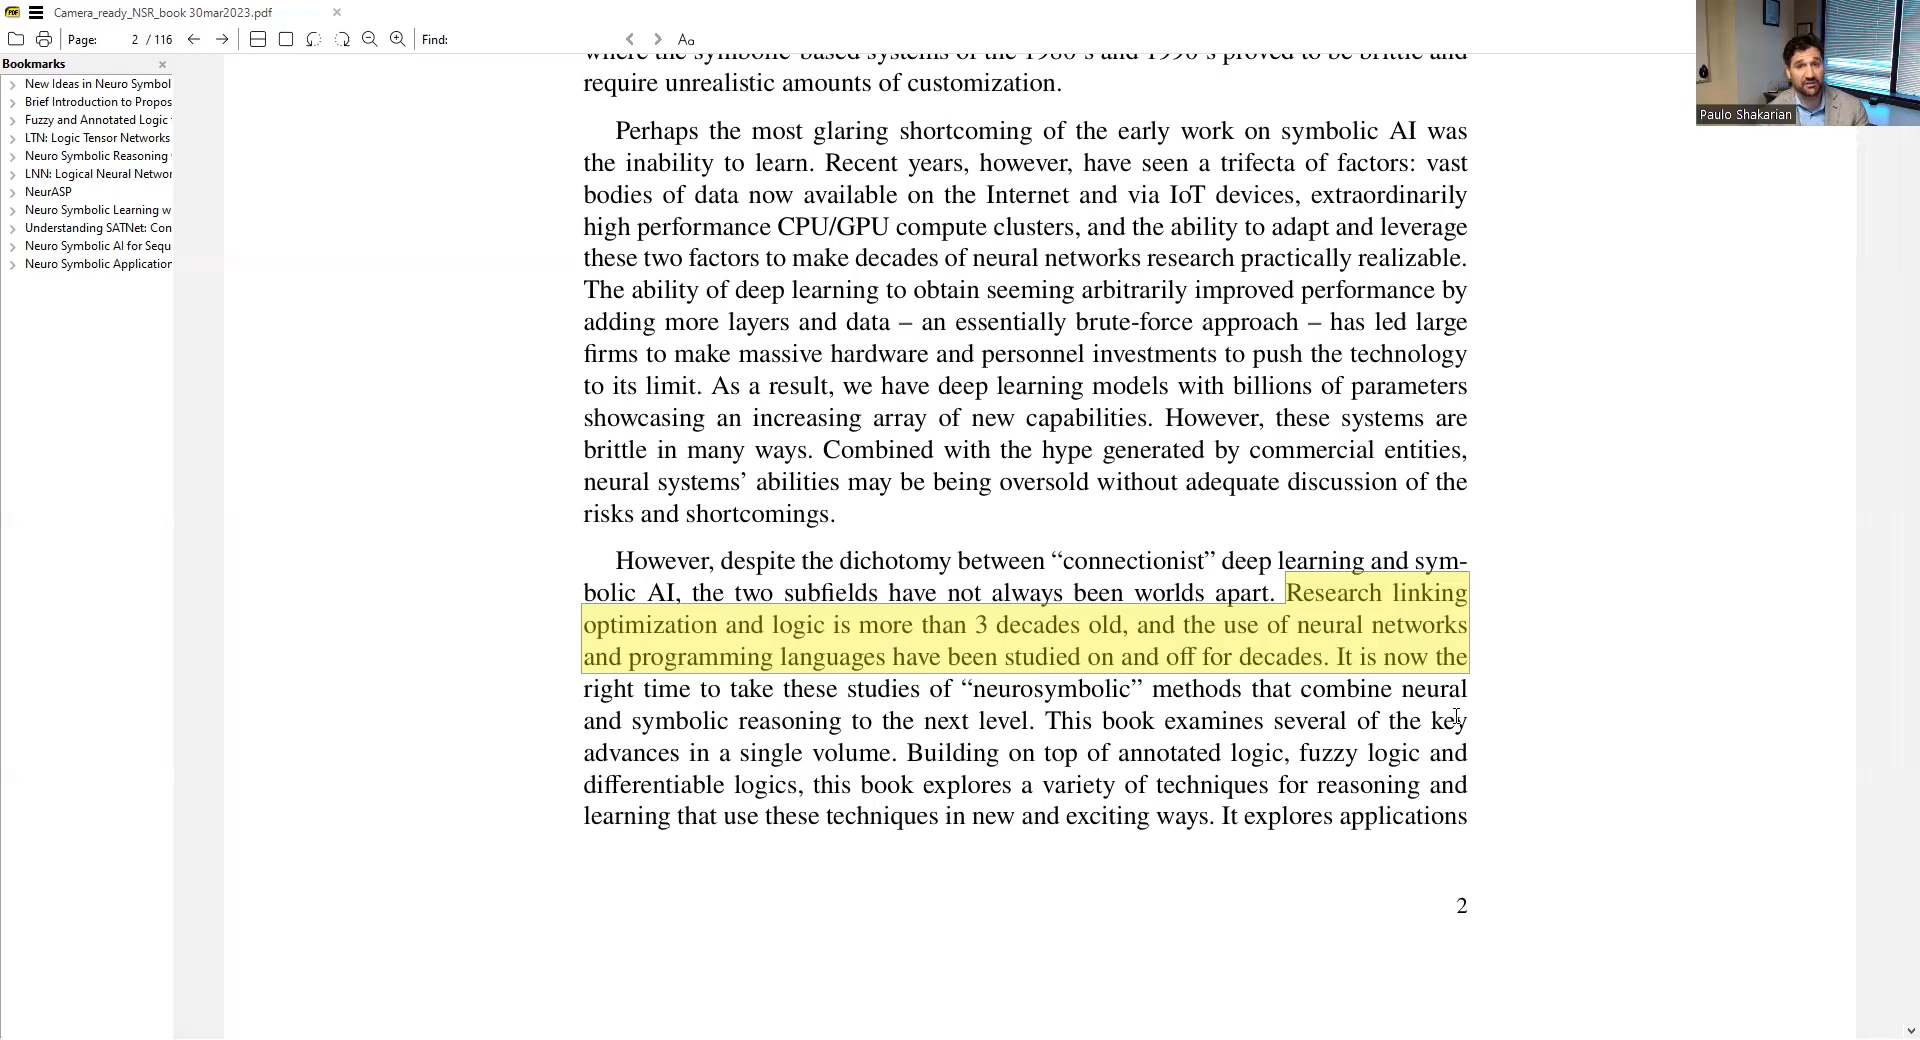 Camera_ready_NSR_book 30mar2023.pdf
Page: 2 / 116 Find: Aa
Bookmarks
New Ideas in Neuro Symbol
Brief Introduction to Propos
Fuzzy and Annotated Logic
LTN: Logic Tensor Networks
Neuro Symbolic Reasoning
LNN: Logical Neural Networ
NeurASP
Neuro Symbolic Learning w
Understanding SATNet: Con
Neuro Symbolic AI for Sequ
Neuro Symbolic Application
Paulo Shakarian
where the symbolic-based systems of the 1980's and 1990's proved to be brittle and
require unrealistic amounts of customization.
Perhaps the most glaring shortcoming of the early work on symbolic AI was
the inability to learn. Recent years, however, have seen a trifecta of factors: vast
bodies of data now available on the Internet and via IoT devices, extraordinarily
high performance CPU/GPU compute clusters, and the ability to adapt and leverage
these two factors to make decades of neural networks research practically realizable.
The ability of deep learning to obtain seeming arbitrarily improved performance by
adding more layers and data – an essentially brute-force approach – has led large
firms to make massive hardware and personnel investments to push the technology
to its limit. As a result, we have deep learning models with billions of parameters
showcasing an increasing array of new capabilities. However, these systems are
brittle in many ways. Combined with the hype generated by commercial entities,
neural systems’ abilities may be being oversold without adequate discussion of the
risks and shortcomings.
However, despite the dichotomy between “connectionist” deep learning and sym-
bolic AI, the two subfields have not always been worlds apart. Research linking
optimization and logic is more than 3 decades old, and the use of neural networks
and programming languages have been studied on and off for decades. It is now the
right time to take these studies of “neurosymbolic” methods that combine neural
and symbolic reasoning to the next level. This book examines several of the key
advances in a single volume. Building on top of annotated logic, fuzzy logic and
differentiable logics, this book explores a variety of techniques for reasoning and
learning that use these techniques in new and exciting ways. It explores applications
2